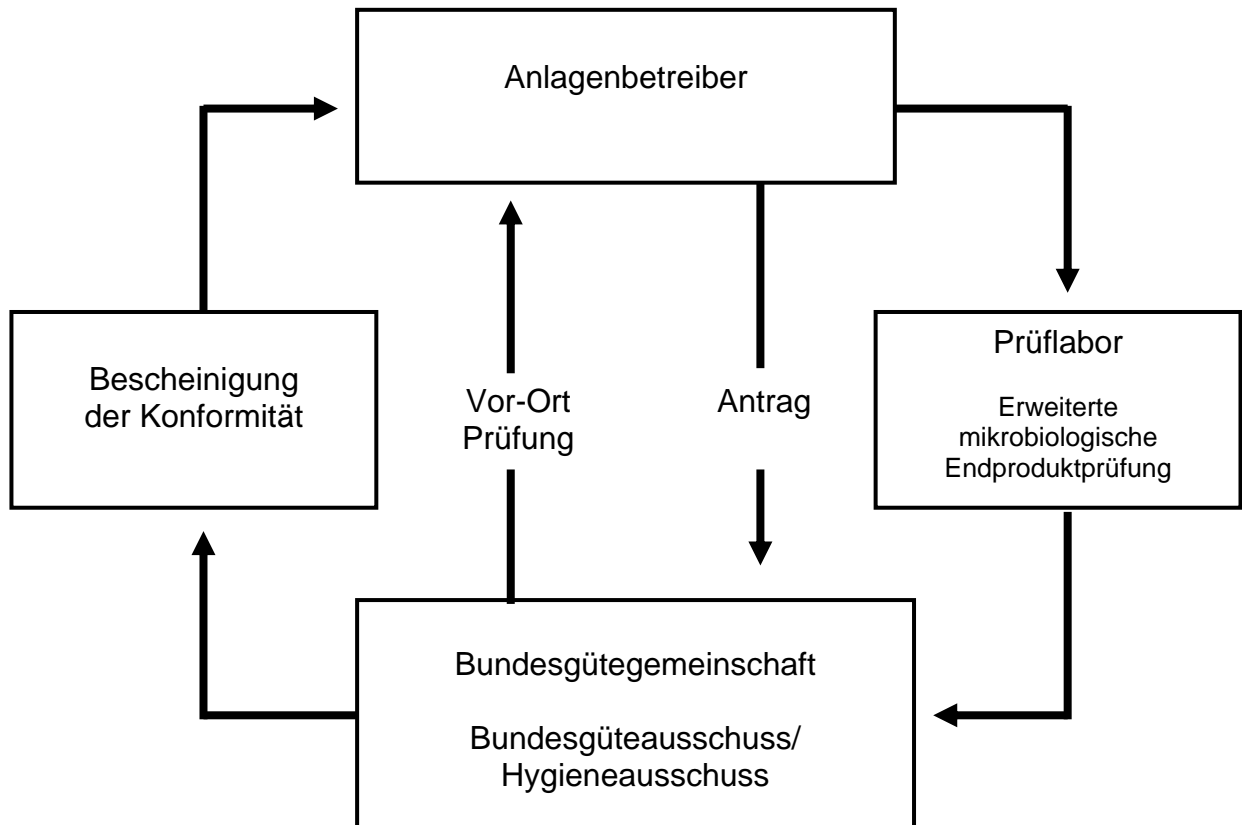 Anlagenbetreiber
Bescheinigung
der Konformität
Vor-Ort
Prüfung
Antrag
Prüflabor
Erweiterte
mikrobiologische
Endproduktprüfung
Bundesgütegemeinschaft
Bundesgüteausschuss/
Hygieneausschuss